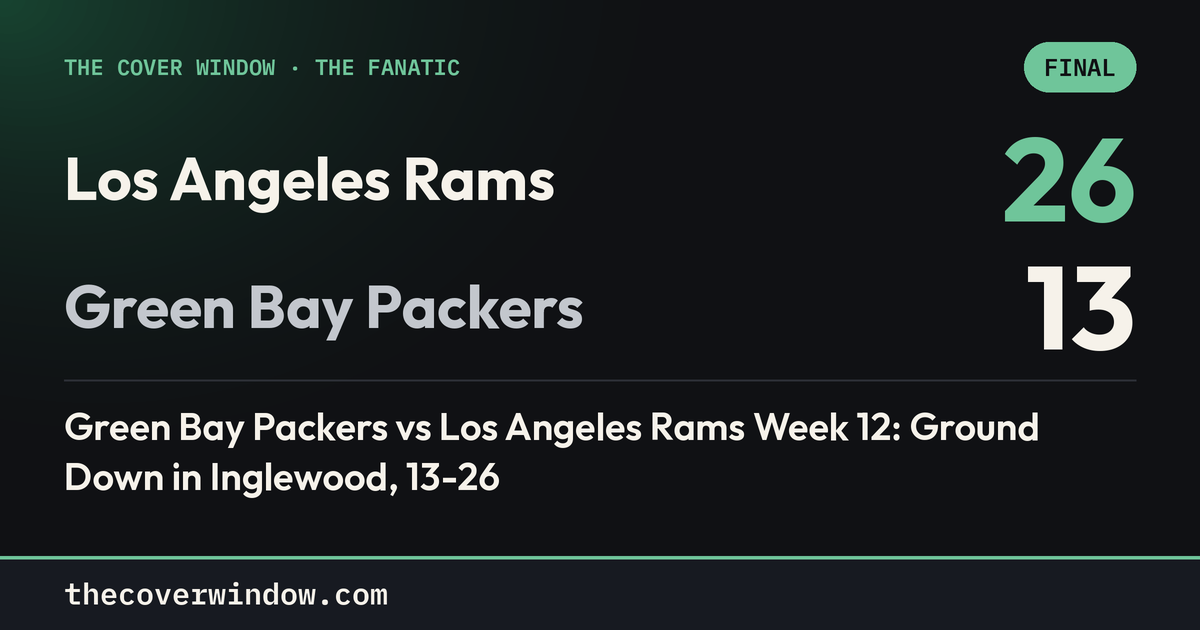 THE COVER WINDOW · THE FANATIC
FINAL
Los Angeles Rams
26
Green Bay Packers
13
Green Bay Packers vs Los Angeles Rams Week 12: Ground
Down in Inglewood, 13-26
thecoverwindow.com